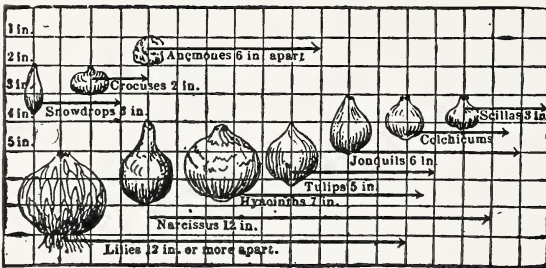 1 in.
2 in.
Anemones 6 in. apart
3 in.
Crocuses 2 in.
4 in.
Snowdrops 3 in.
Scillas 3 in.
Colchicums
5 in.
Jonquils 6 in.
Tulips 5 in.
Hyacinths 7 in.
Narcissus 12 in.
Lilies 12 in. or more apart.